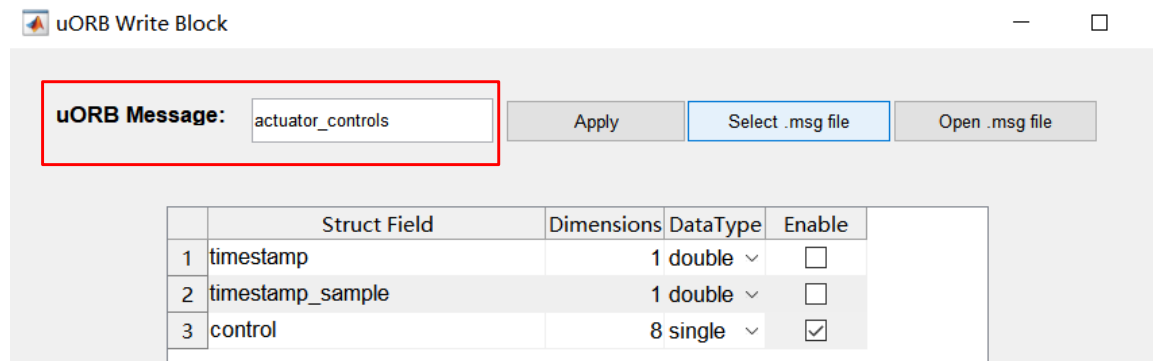 uORB Write Block
uORB Message: actuator_controls Apply Select .msg file Open .msg file
Struct Field Dimensions DataType Enable
1 timestamp 1 double
2 timestamp_sample 1 double
3 control 8 single